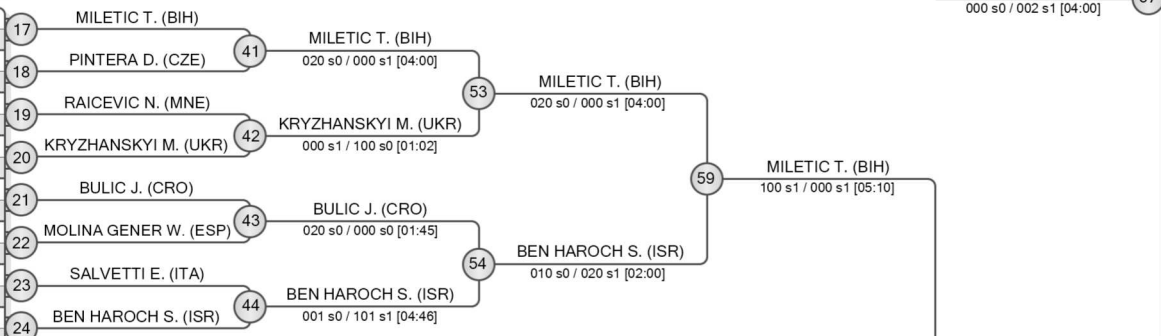 000 s0 / 002 s1 [04:00]
17
MILETIC T. (BIH)
41
MILETIC T. (BIH)
020 s0 / 000 s1 [04:00]
18
PINTERA D. (CZE)
53
MILETIC T. (BIH)
020 s0 / 000 s1 [04:00]
19
RAICEVIC N. (MNE)
42
KRYZHANSKYI M. (UKR)
000 s1 / 100 s0 [01:02]
20
KRYZHANSKYI M. (UKR)
59
MILETIC T. (BIH)
100 s1 / 000 s1 [05:10]
21
BULIC J. (CRO)
43
BULIC J. (CRO)
020 s0 / 000 s0 [01:45]
22
MOLINA GENER W. (ESP)
54
BEN HAROCH S. (ISR)
010 s0 / 020 s1 [02:00]
23
SALVETTI E. (ITA)
44
BEN HAROCH S. (ISR)
001 s0 / 101 s1 [04:46]
24
BEN HAROCH S. (ISR)